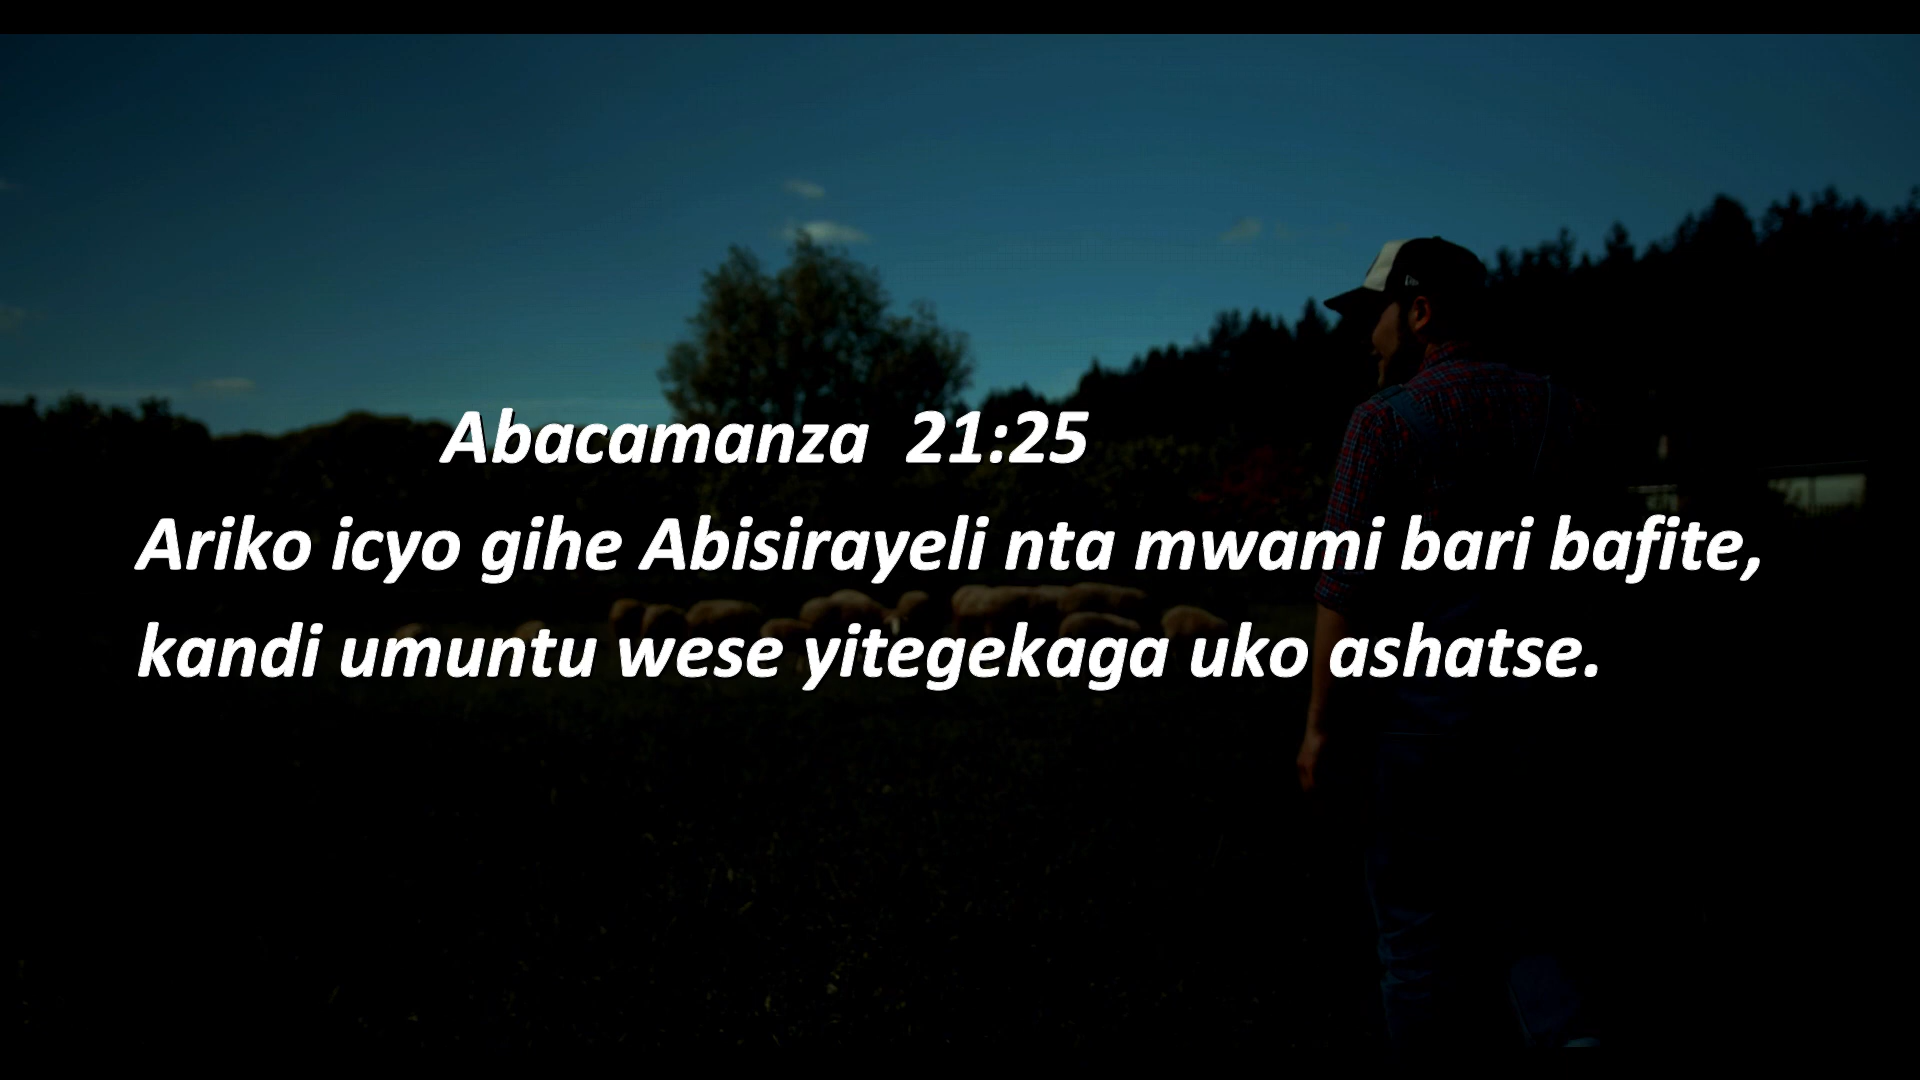 Abacamanza 21:25
Ariko icyo gihe Abisirayeli nta mwami bari bafite,
kandi umuntu wese yitegekaga uko ashatse.